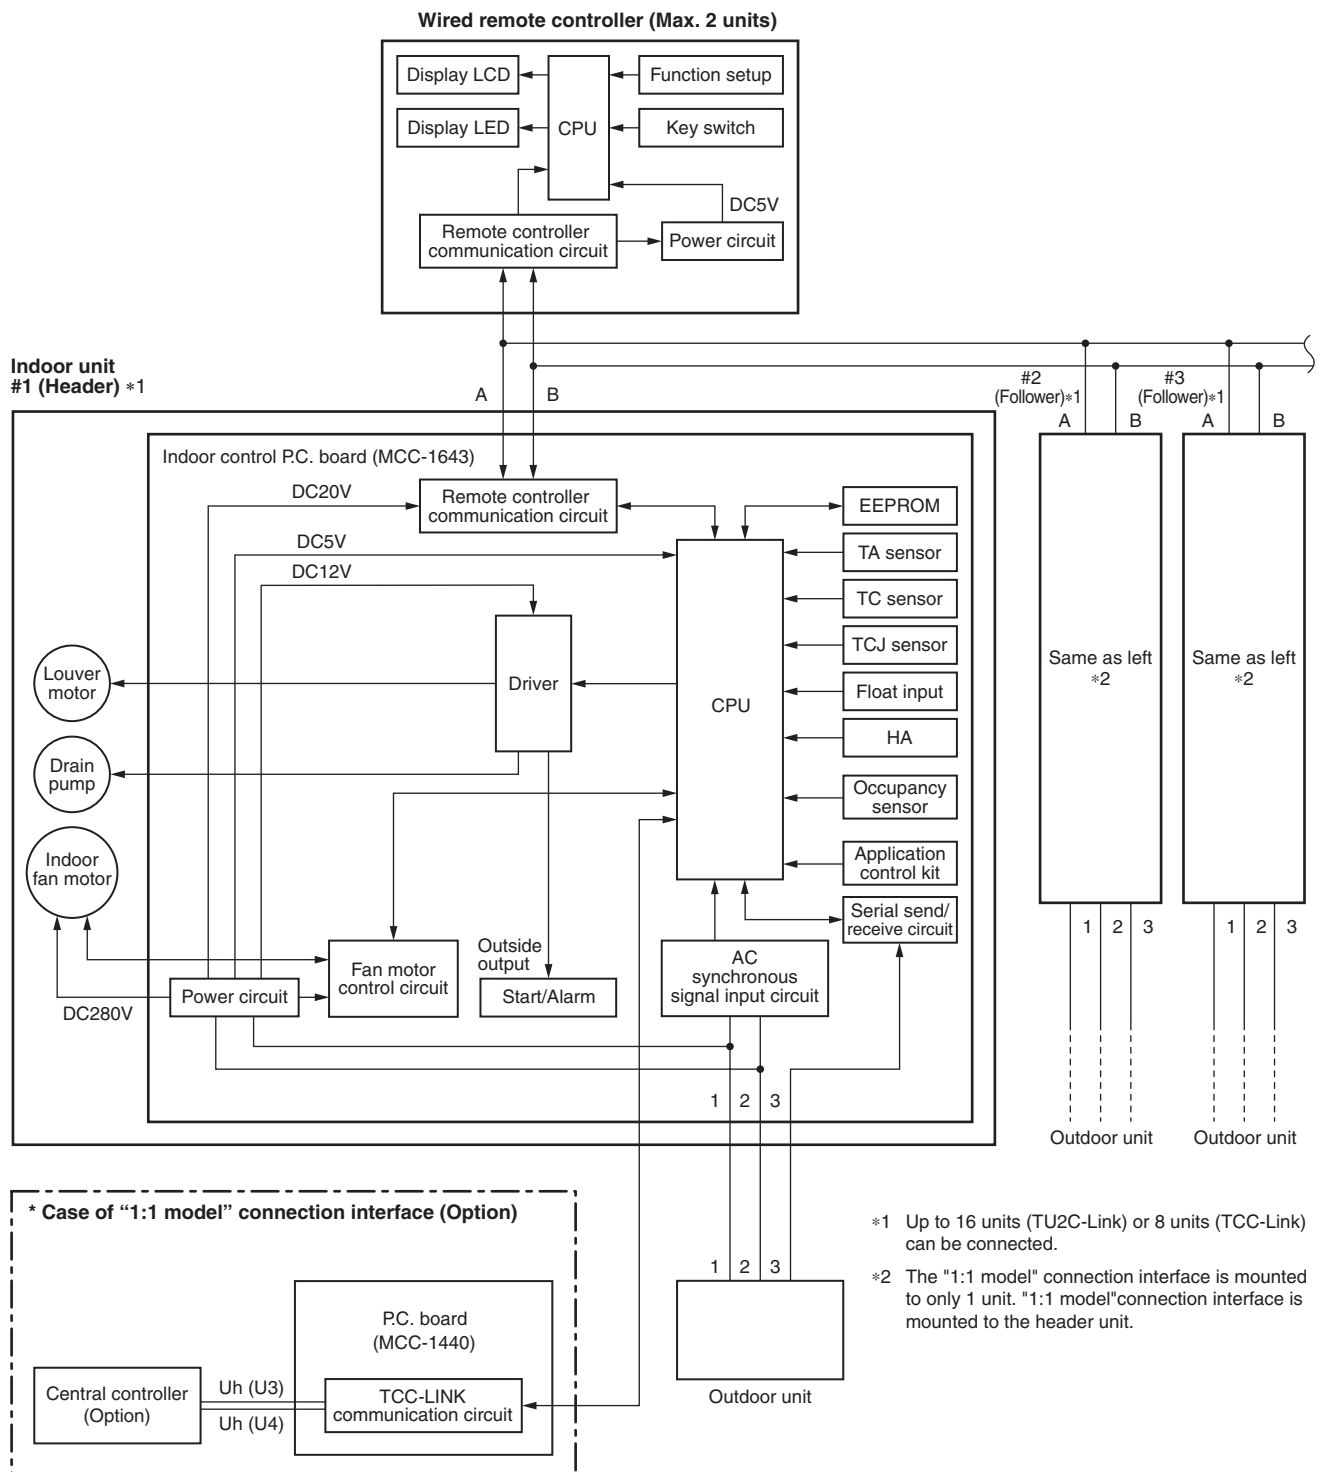 Wired remote controller (Max. 2 units)
Display LCD
Function setup
Display LED
CPU
Key switch
DC5V
Remote controller
communication circuit
Power circuit
Indoor unit
#1 (Header) *1
A
B
#2
(Follower)*1
#3
(Follower)*1
A
B
A
B
Indoor control P.C. board (MCC-1643)
DC20V
Remote controller
communication circuit
EEPROM
DC5V
TA sensor
DC12V
TC sensor
TCJ sensor
Louver
motor
Driver
CPU
Float input
Same as left
*2
Same as left
*2
HA
Drain
pump
Occupancy
sensor
Indoor
fan motor
Application
control kit
Serial send/
receive circuit
1
2
3
1
2
3
Fan motor
control circuit
Outside
output
AC
synchronous
signal input circuit
Power circuit
Start/Alarm
DC280V
1
2
3
Outdoor unit
Outdoor unit
* Case of “1:1 model” connection interface (Option)
*1 Up to 16 units (TU2C-Link) or 8 units (TCC-Link)
can be connected.
1
2
3
*2 The "1:1 model" connection interface is mounted
to only 1 unit. "1:1 model"connection interface is
mounted to the header unit.
P.C. board
(MCC-1440)
Central controller
(Option)
Uh (U3)
Uh (U4)
TCC-LINK
communication circuit
Outdoor unit